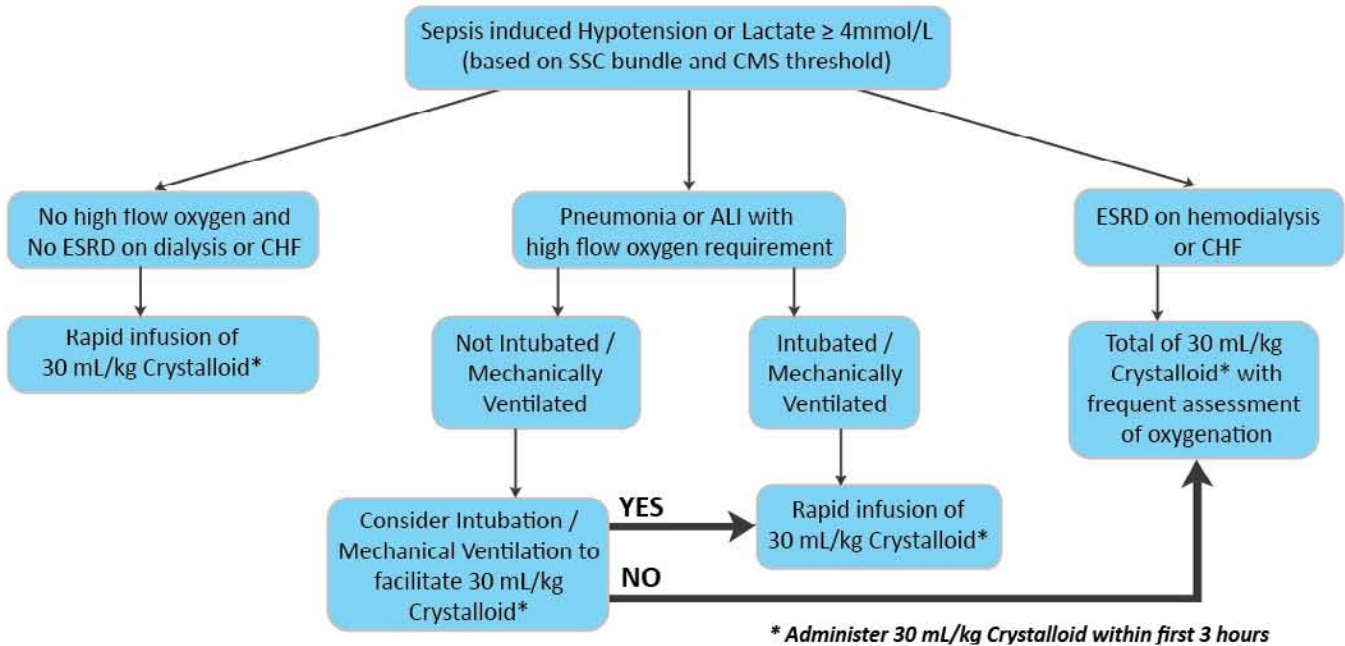 Sepsis induced Hypotension or Lactate ≥ 4mmol/L
(based on SSC bundle and CMS threshold)
No high flow oxygen and
No ESRD on dialysis or CHF
Pneumonia or ALI with
high flow oxygen requirement
ESRD on hemodialysis
or CHF
Rapid infusion of
30 mL/kg Crystalloid*
Not Intubated /
Mechanically
Ventilated
Intubated /
Mechanically
Ventilated
Total of 30 mL/kg
Crystalloid* with
frequent assessment
of oxygenation
Consider Intubation /
Mechanical Ventilation to
facilitate 30 mL/kg
Crystalloid*
YES
NO
Rapid infusion of
30 mL/kg Crystalloid*
* Administer 30 mL/kg Crystalloid within first 3 hours